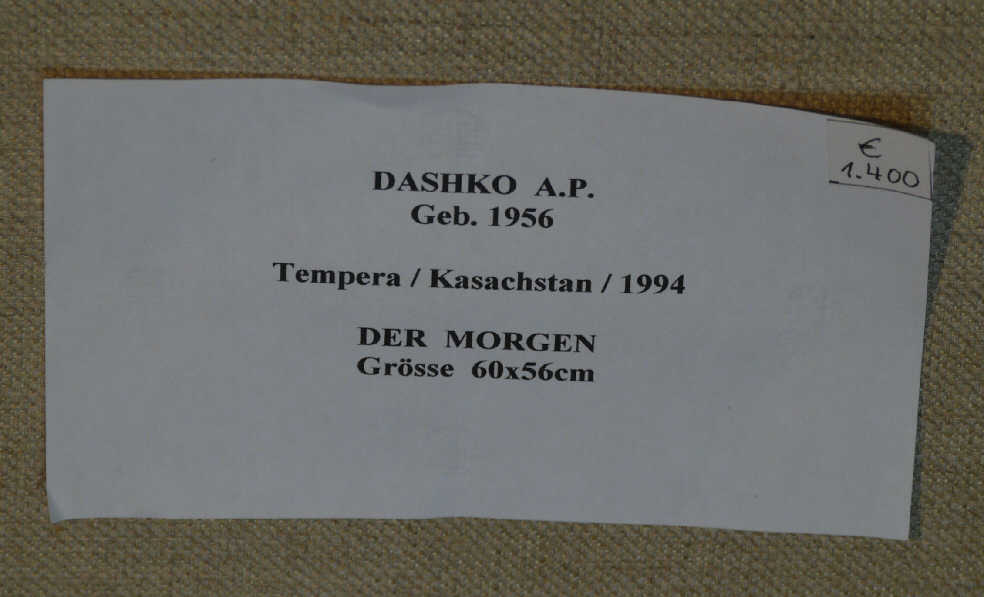 €
1.400
DASHKO A.P.
Geb. 1956
Tempera / Kasachstan / 1994
DER MORGEN
Grösse 60x56cm